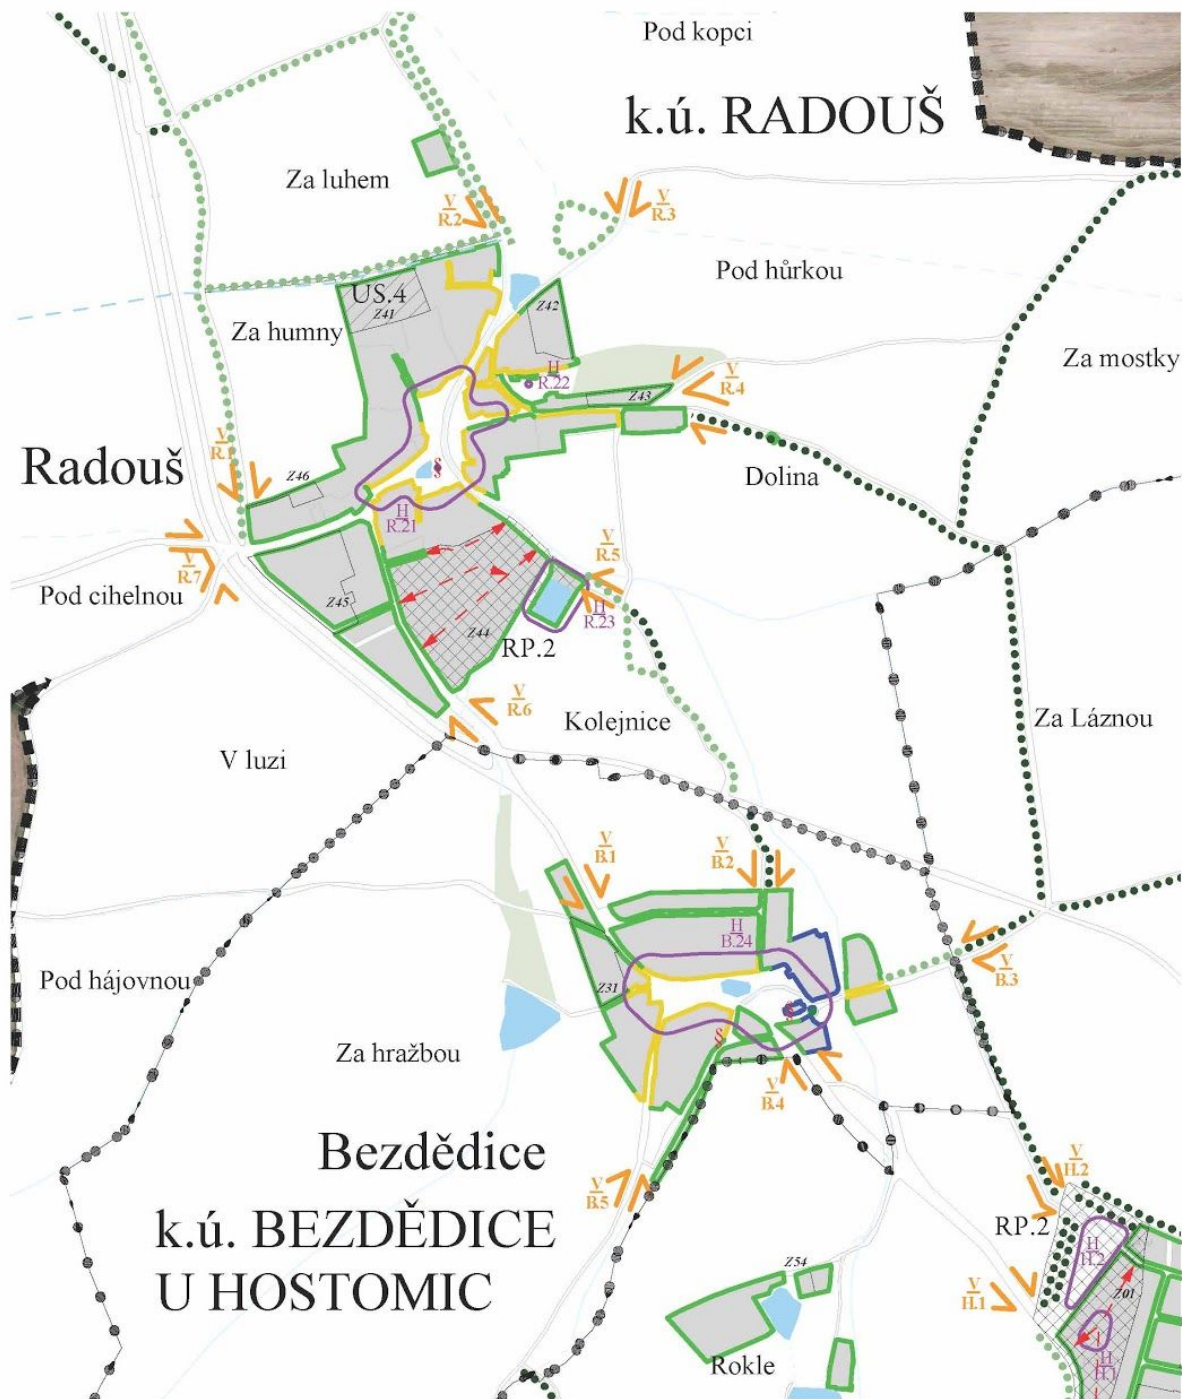 Pod kopci
k.ú. RADOUŠ
Za luhem
V
R.2
V
R.3
Pod hůrkou
US.4
Z41
Z42
Za humny
Za mostky
H
R.22
V
R.4
Z43
V
R.1
Radouš
Z46
§
Dolina
H
R.21
V
R.7
V
R.5
Pod cihelnou
Z45
H
R.23
Z44
RP.2
V
R.6
Kolejnice
Za Láznou
V luzi
V
B.1
V
B.2
H
B.24
Pod hájovnou
Z31
V
B.3
§
§
Za hražbou
V
B.4
Bezdědice
V
B.5
V
H.2
k.ú. BEZDĚDICE
U HOSTOMIC
RP.2
H
H.2
Z54
V
H.1
Z01
Rokle
H
H.1